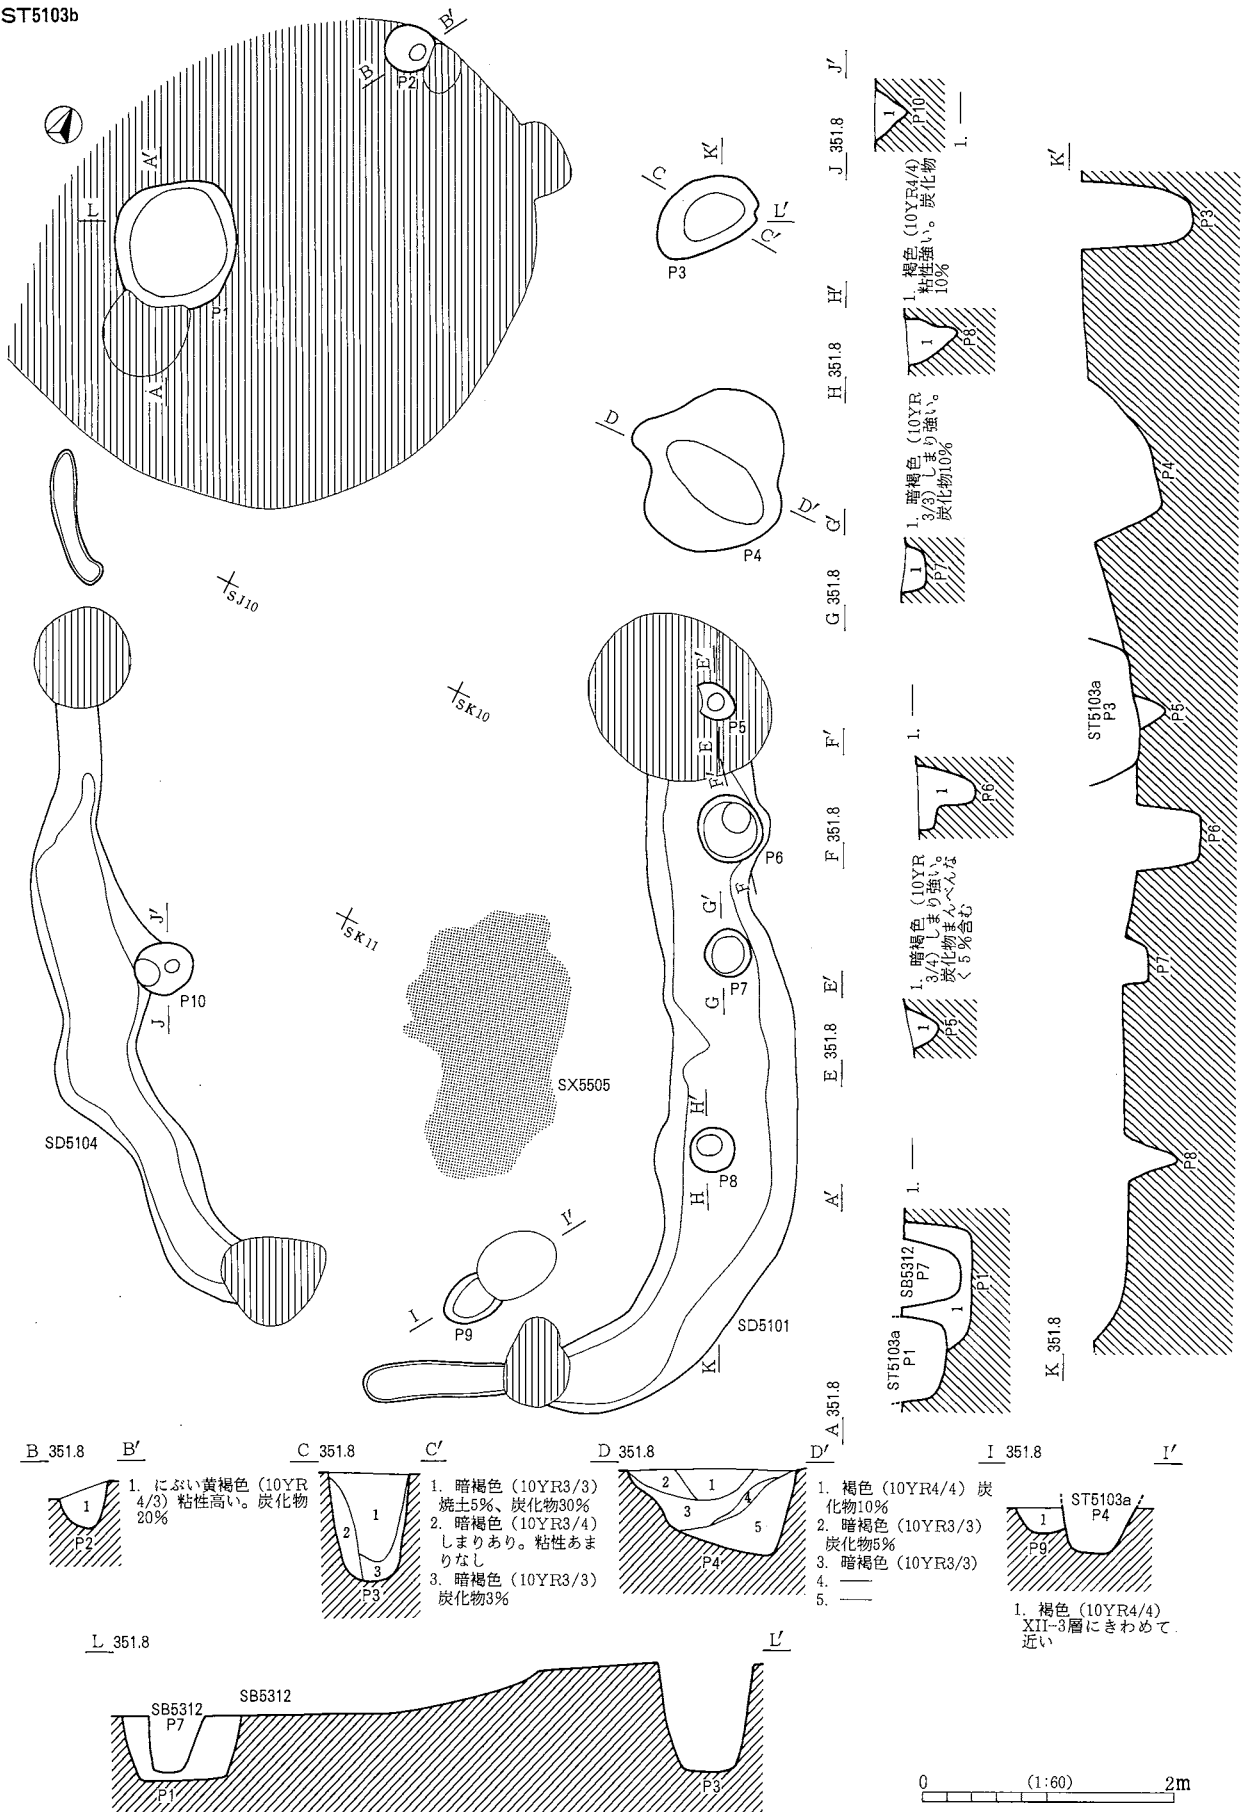 ST5103b
B′
B
P2
A′
L
P1
A
C
K′
L′
C′
P3
D
D′
P4
SJ10
SK10
SK11
E′
P5
E
F′
P6
F
G′
P7
G
J′
P10
J
SX5505
H′
P8
H
SD5104
I′
I
P9
SD5101
K
J 351.8 J′
1
P10
1. ──
H 351.8 H′
1
P8
1. 褐色 (10YR4/4)
粘性強い。炭化物
10%
G 351.8 G′
1
P7
1. 暗褐色 (10YR
3/3) しまり強い。
炭化物10%
F 351.8 F′
1
P6
1. ──
E 351.8 E′
1
P5
1. 暗褐色 (10YR
3/4) しまり強い。
炭化物まんべんな
く5%含む
A 351.8 A′
ST5103a
P1
SB5312
P7
1
P1
1. ──
K 351.8 K′
P3
P4
ST5103a
P3
P5
P6
P7
P8
B 351.8 B′
1
P2
1. にぶい黄褐色 (10YR
4/3) 粘性高い。炭化物
20%
C 351.8 C′
1
2
3
P3
1. 暗褐色 (10YR3/3)
焼土5%、炭化物30%
2. 暗褐色 (10YR3/4)
しまりあり。粘性あま
りなし
3. 暗褐色 (10YR3/3)
炭化物3%
D 351.8 D′
2 1
3 4
5
P4
1. 褐色 (10YR4/4) 炭
化物10%
2. 暗褐色 (10YR3/3)
炭化物5%
3. 暗褐色 (10YR3/3)
4. ──
5. ──
I 351.8 I′
ST5103a
P4
1
P9
1. 褐色 (10YR4/4)
XII-3層にきわめて
近い
L 351.8 L′
SB5312
P7
SB5312
P1
P3
0 (1:60) 2m